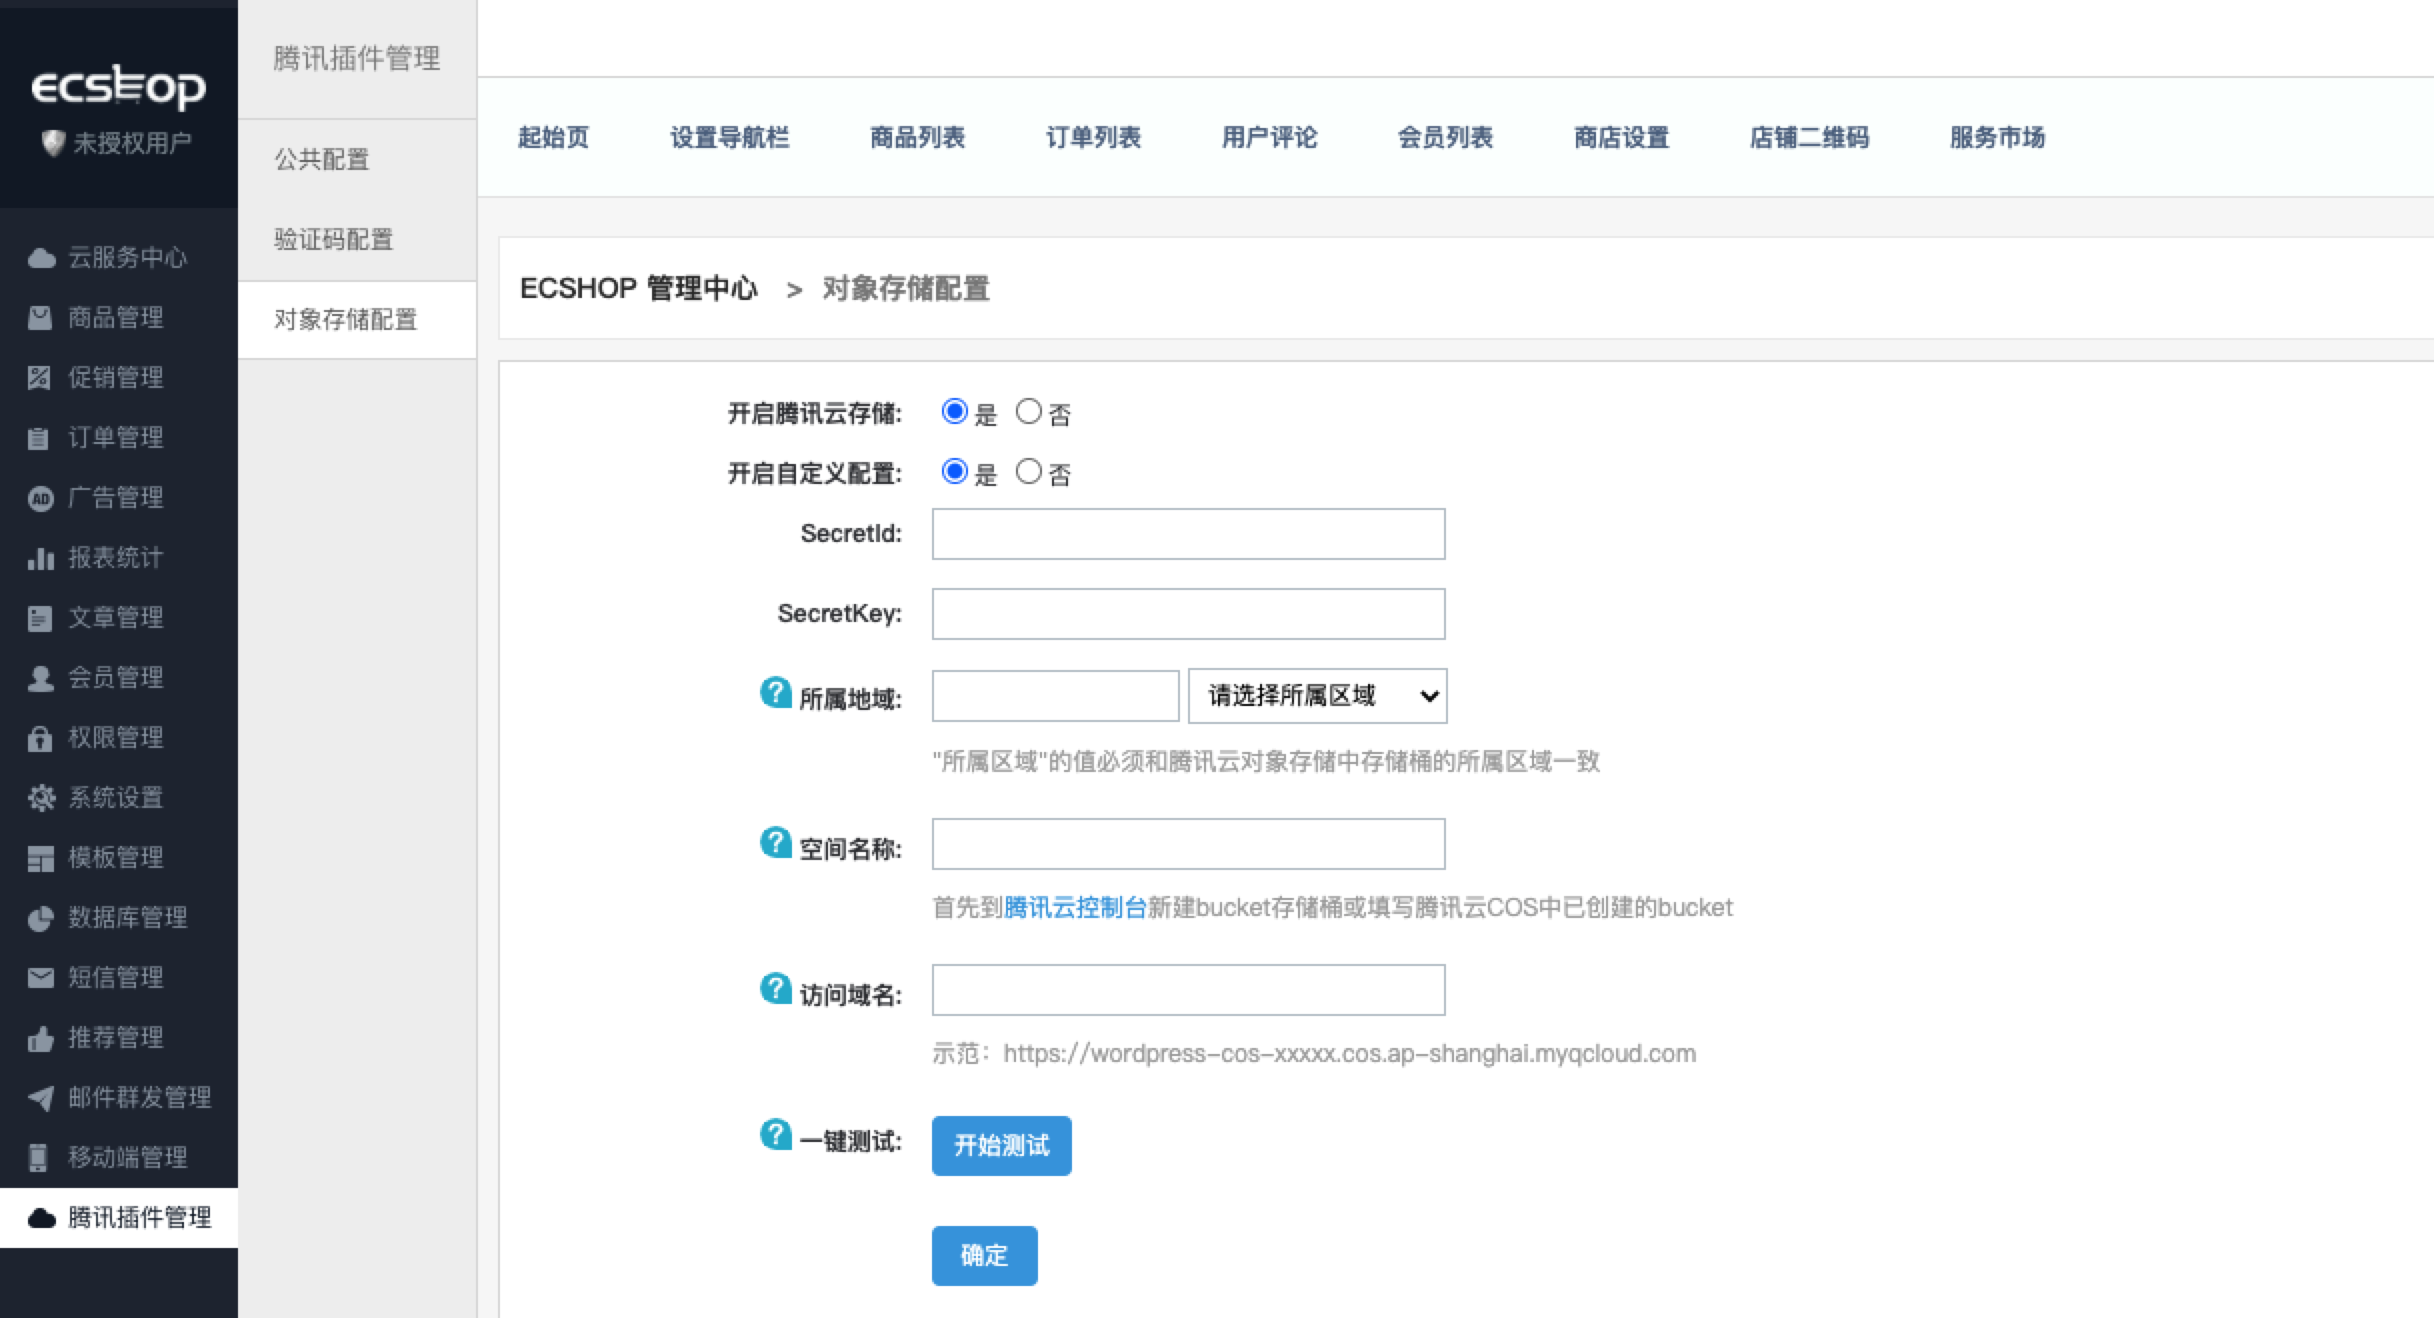 ecshop
未授权用户
云服务中心
商品管理
促销管理
订单管理
AD 广告管理
报表统计
文章管理
会员管理
权限管理
系统设置
模板管理
数据库管理
短信管理
推荐管理
邮件群发管理
移动端管理
腾讯插件管理
腾讯插件管理
公共配置
验证码配置
对象存储配置
起始页 设置导航栏 商品列表 订单列表 用户评论 会员列表 商店设置 店铺二维码 服务市场
ECSHOP 管理中心 > 对象存储配置
开启腾讯云存储: 是 否
开启自定义配置: 是 否
SecretId:
SecretKey:
? 所属地域: 请选择所属区域
"所属区域"的值必须和腾讯云对象存储中存储桶的所属区域一致
? 空间名称:
首先到腾讯云控制台新建bucket存储桶或填写腾讯云COS中已创建的bucket
? 访问域名:
示范：https://wordpress-cos-xxxxx.cos.ap-shanghai.myqcloud.com
? 一键测试: 开始测试
确定